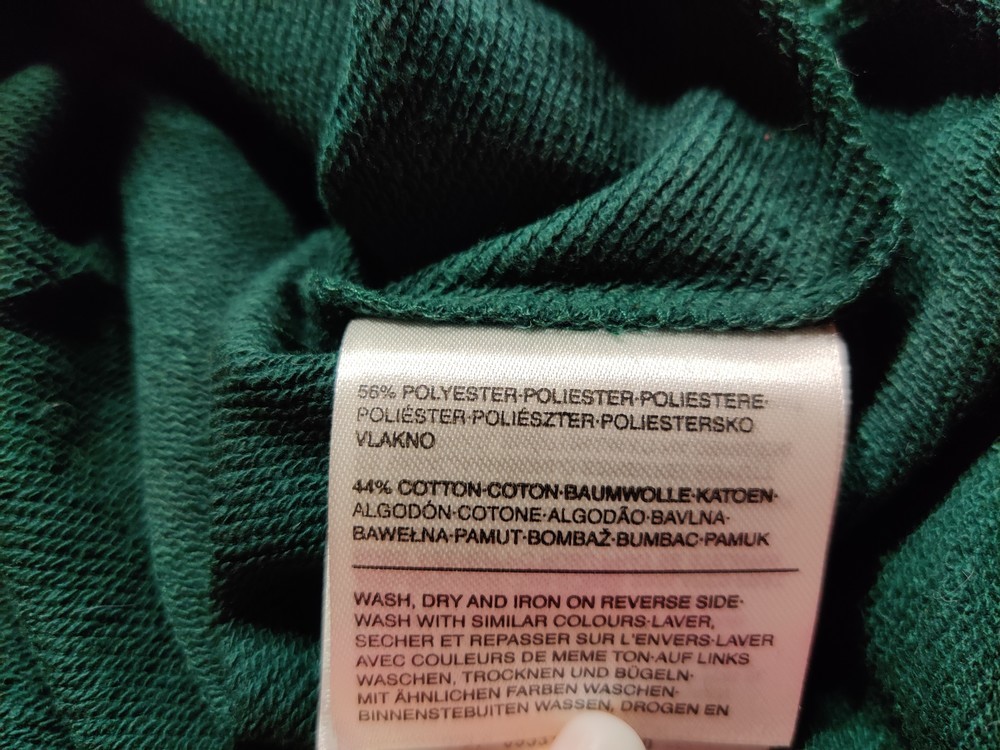 56% POLYESTER·POLIESTER·POLIESTERE·
POLIÉSTER·POLIÉSZTER·POLIESTERSKO
VLAKNO
44% COTTON·COTON·BAUMWOLLE·KATOEN·
ALGODÓN·COTONE·ALGODÃO·BAVLNA·
BAWEŁNA·PAMUT·BOMBAŽ·BUMBAC·PAMUK
WASH, DRY AND IRON ON REVERSE SIDE·
WASH WITH SIMILAR COLOURS·LAVER,
SECHER ET REPASSER SUR L'ENVERS·LAVER
AVEC COULEURS DE MEME TON·AUF LINKS
WASCHEN, TROCKNEN UND BÜGELN·
MIT ÄHNLICHEN FARBEN WASCHEN·
BINNENSTEBUITEN WASSEN, DROGEN EN